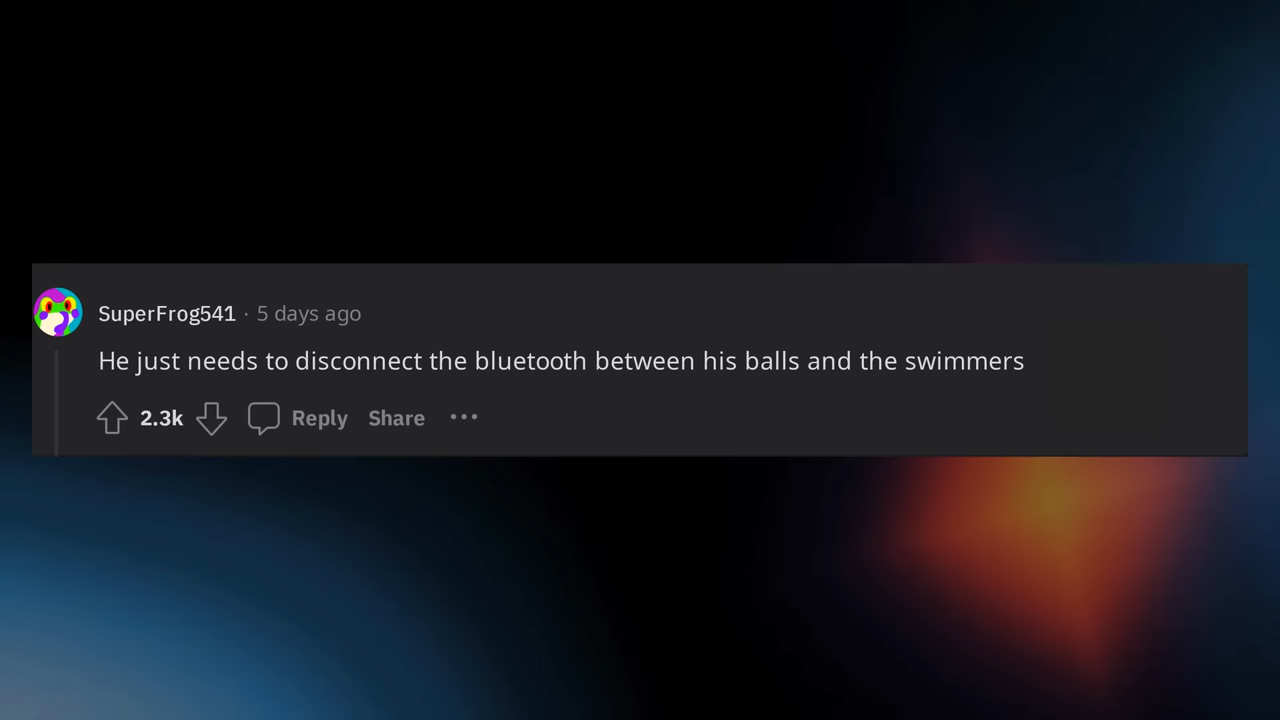 SuperFrog541 · 5 days ago
He just needs to disconnect the bluetooth between his balls and the swimmers
2.3k Reply Share •••